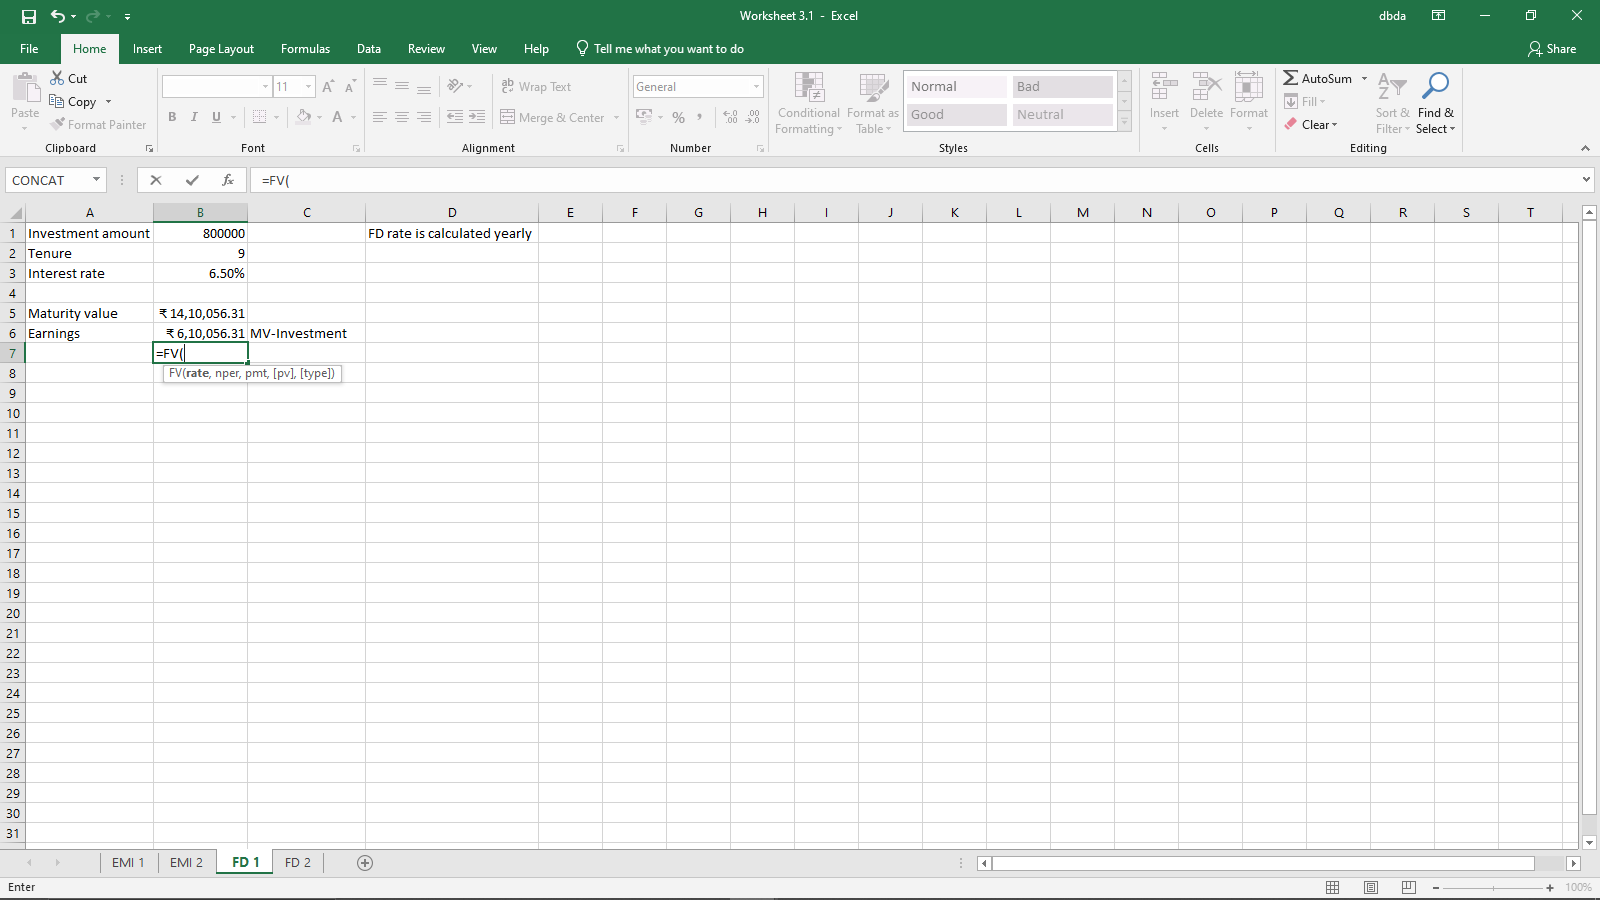 Worksheet 3.1 - Excel
dbda
File Home Insert Page Layout Formulas Data Review View Help Tell me what you want to do Share
Paste
Cut
Copy
Format Painter
Clipboard
11
A A
B I U A
Font
ab Wrap Text
Merge & Center
Alignment
General
% , .00 .0
Number
Conditional Formatting
Format as Table
Normal Bad
Good Neutral
Styles
Insert Delete Format
Cells
AutoSum
Fill
Clear
Sort & Filter
Find & Select
Editing
CONCAT fx =FV(
A B C D E F G H I J K L M N O P Q R S T
1 Investment amount 800000 FD rate is calculated yearly
2 Tenure 9
3 Interest rate 6.50%
4
5 Maturity value ₹ 14,10,056.31
6 Earnings ₹ 6,10,056.31 MV-Investment
7 =FV(
8 FV(rate, nper, pmt, [pv], [type])
9
10
11
12
13
14
15
16
17
18
19
20
21
22
23
24
25
26
27
28
29
30
31
EMI 1 EMI 2 FD 1 FD 2
Enter
100%